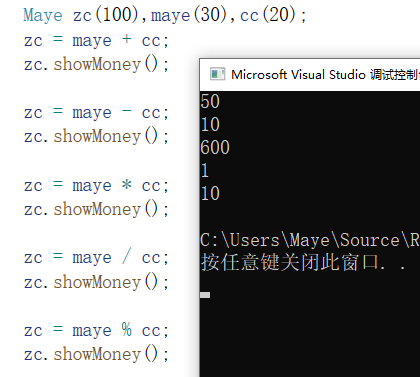 Maye zc(100),maye(30),cc(20);
zc = maye + cc;
zc.showMoney();
zc = maye - cc;
zc.showMoney();
zc = maye * cc;
zc.showMoney();
zc = maye / cc;
zc.showMoney();
zc = maye % cc;
zc.showMoney();
Microsoft Visual Studio 调试控制
50
10
600
1
10
C:\Users\Maye\Source\R
按任意键关闭此窗口. .